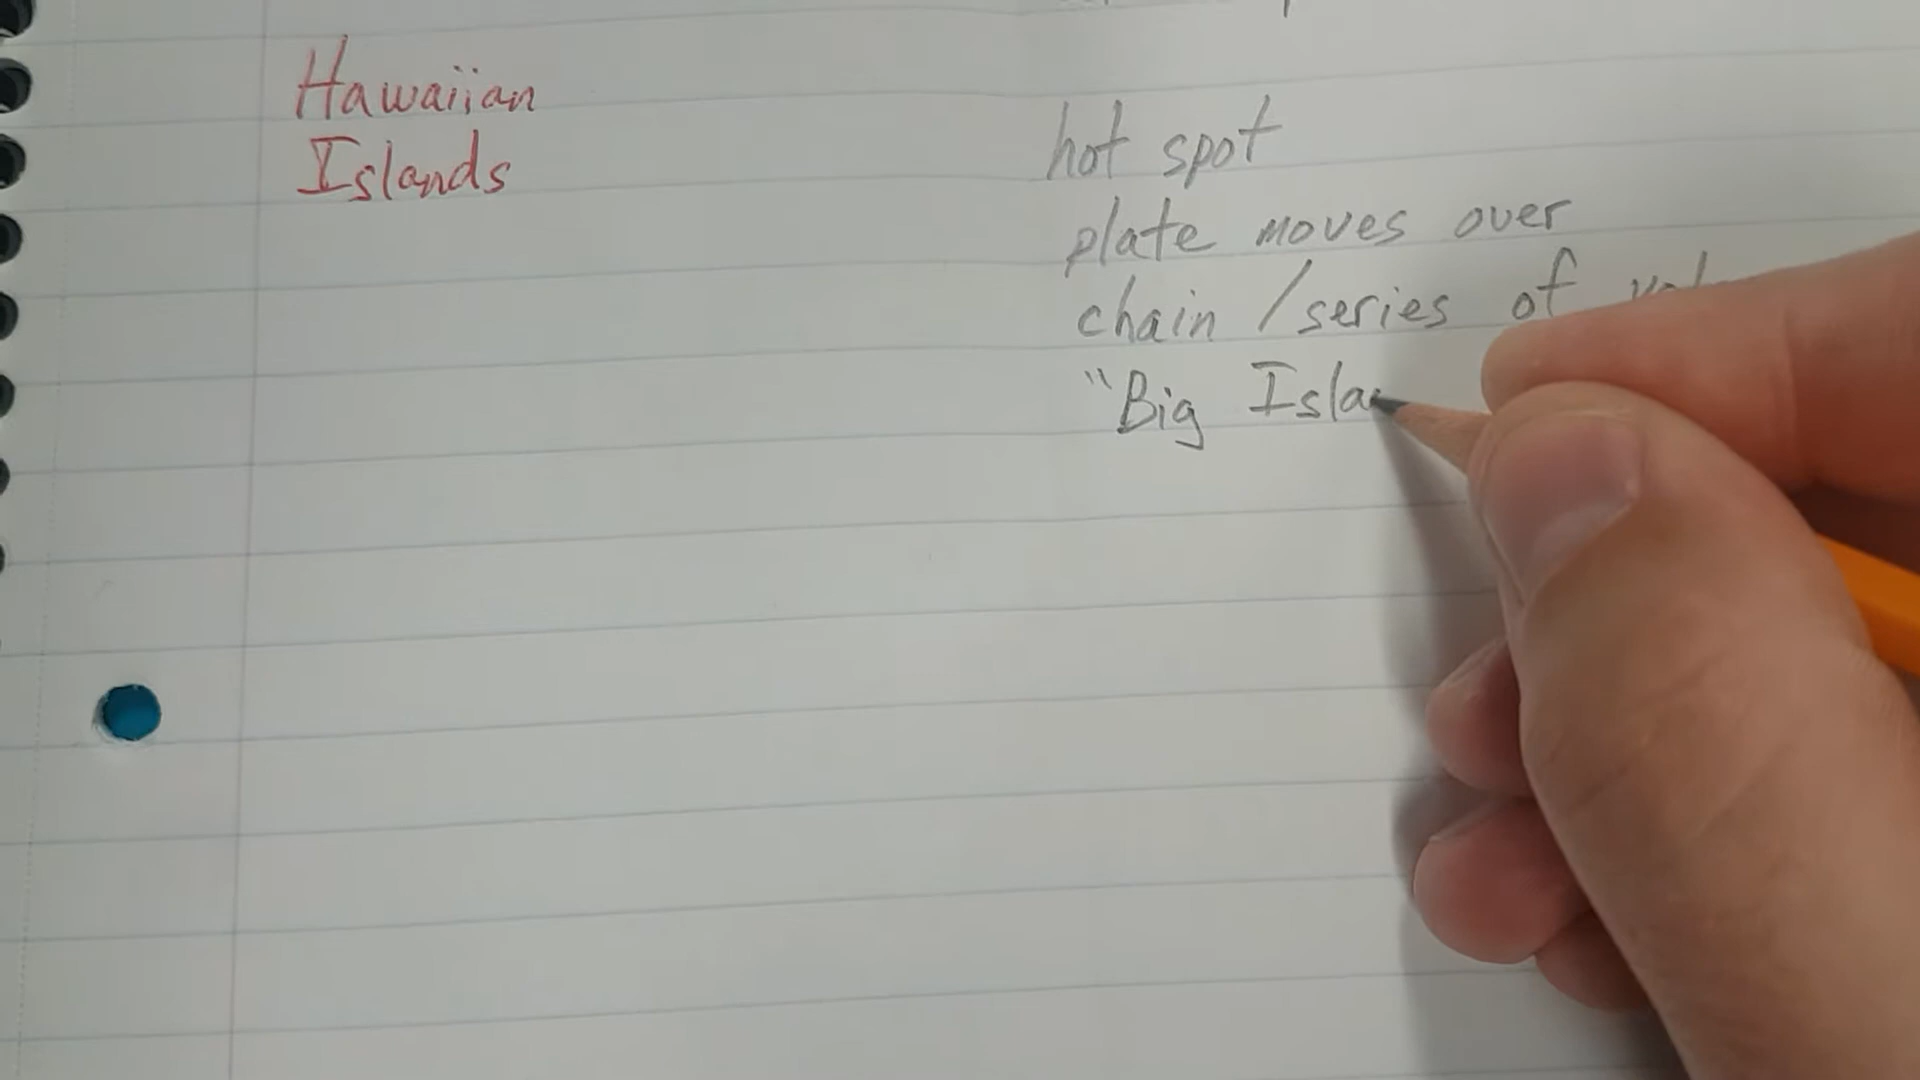 Hawaiian
Islands
hot spot
plate moves over
chain / series of
"Big Isla